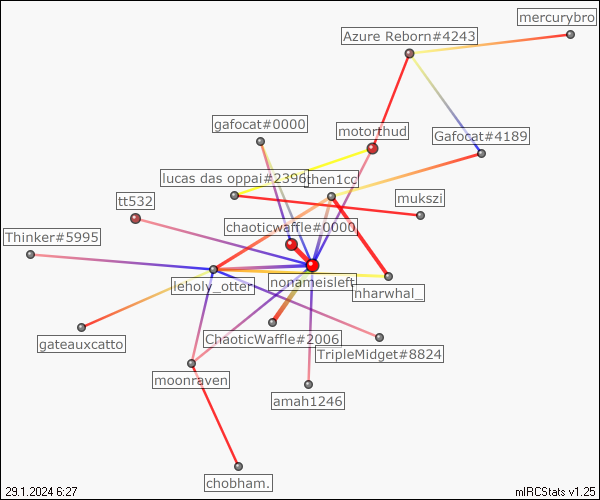 mercurybro
Azure Reborn#4243
gafocat#0000
motorthud
Gafocat#4189
lucas das oppai#2396
then1cc
tt532
mukszi
chaoticwaffle#0000
Thinker#5995
leholy_otter
nonameisleft
nharwhal_
gateauxcatto
ChaoticWaffle#2006
TripleMidget#8824
moonraven
amah1246
chobham.
29.1.2024 6:27
mIRCStats v1.25